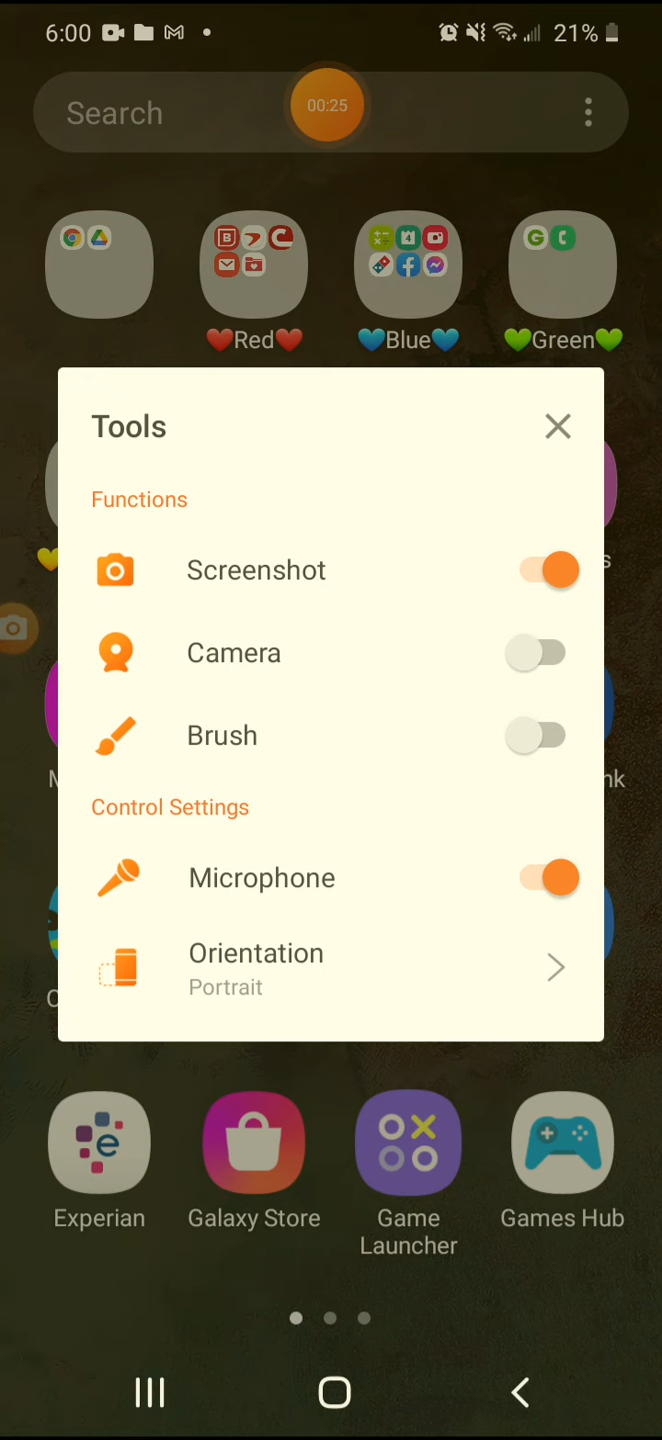 6:00
21%
Search
00:25
❤️Red❤️
💙Blue💙
💚Green💚
Tools
Functions
Screenshot
Camera
Brush
Control Settings
Microphone
Orientation
Portrait
Experian
Galaxy Store
Game
Launcher
Games Hub